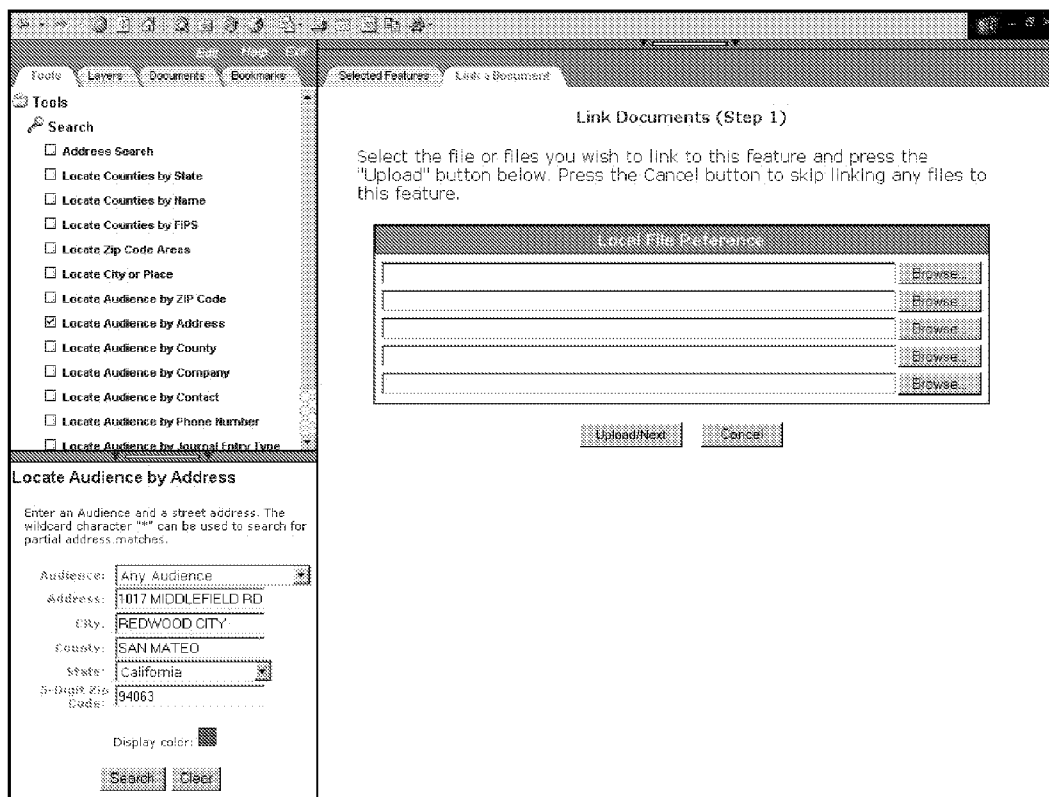 Edit Help Exit
Tools Layers Documents Bookmarks
Tools
Search
Address Search
Locate Counties by State
Locate Counties by Name
Locate Counties by FIPS
Locate Zip Code Areas
Locate City or Place
Locate Audience by ZIP Code
Locate Audience by Address
Locate Audience by County
Locate Audience by Company
Locate Audience by Contact
Locate Audience by Phone Number
Locate Audience by Journal Entry Type
Locate Audience by Address
Enter an Audience and a street address. The
wildcard character "*" can be used to search for
partial address matches.
Audience: Any Audience
Address: 1017 MIDDLEFIELD RD
City: REDWOOD CITY
County: SAN MATEO
State: California
5-Digit Zip
Code: 94063
Display color:
Search Clear
Selected Features Link a Document
Link Documents (Step 1)
Select the file or files you wish to link to this feature and press the
"Upload" button below. Press the Cancel button to skip linking any files to
this feature.
Local File Reference
Browse...
Browse...
Browse...
Browse...
Browse...
Upload/Next Cancel